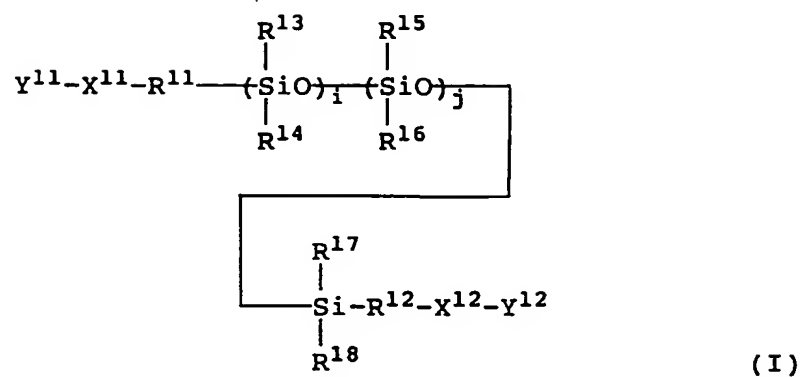 R13 R15
Y11-X11-R11—(SiO)i—(SiO)j
R14 R16
R17
Si-R12-X12-Y12
R18
(I)